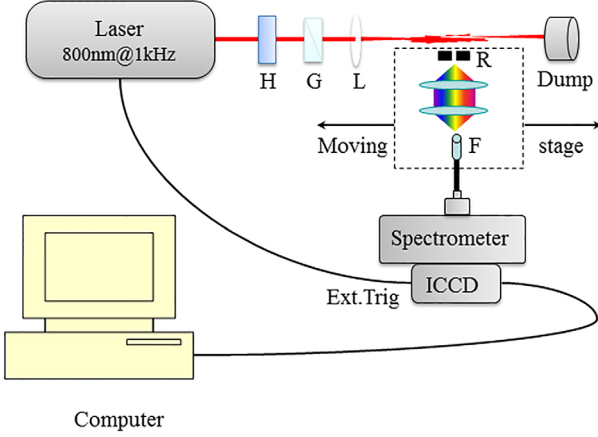 Laser
800nm@1kHz
H
G
L
R
Dump
Moving
F
stage
Spectrometer
Ext.Trig
ICCD
Computer